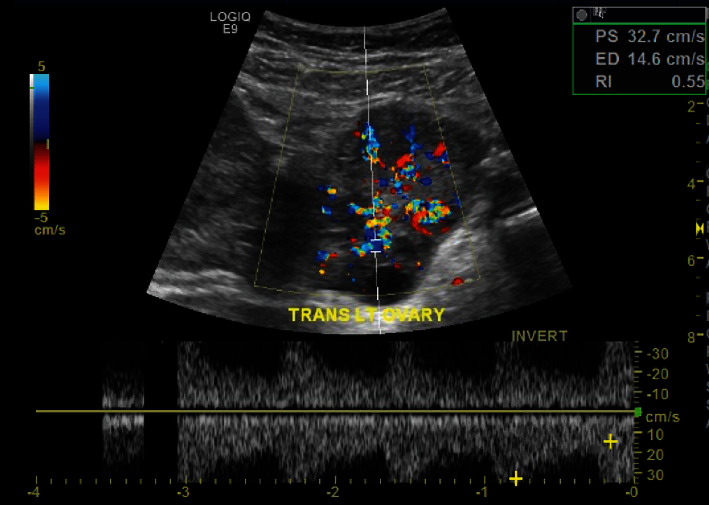 LOGIQ
E9
PS 32.7 cm/s
ED 14.6 cm/s
RI 0.55
5
-5
cm/s
2-
4-
6-
8-
TRANS LT OVARY
INVERT
-30
-20
-10
cm/s
10
20
30
-4
-3
-2
-1
-0